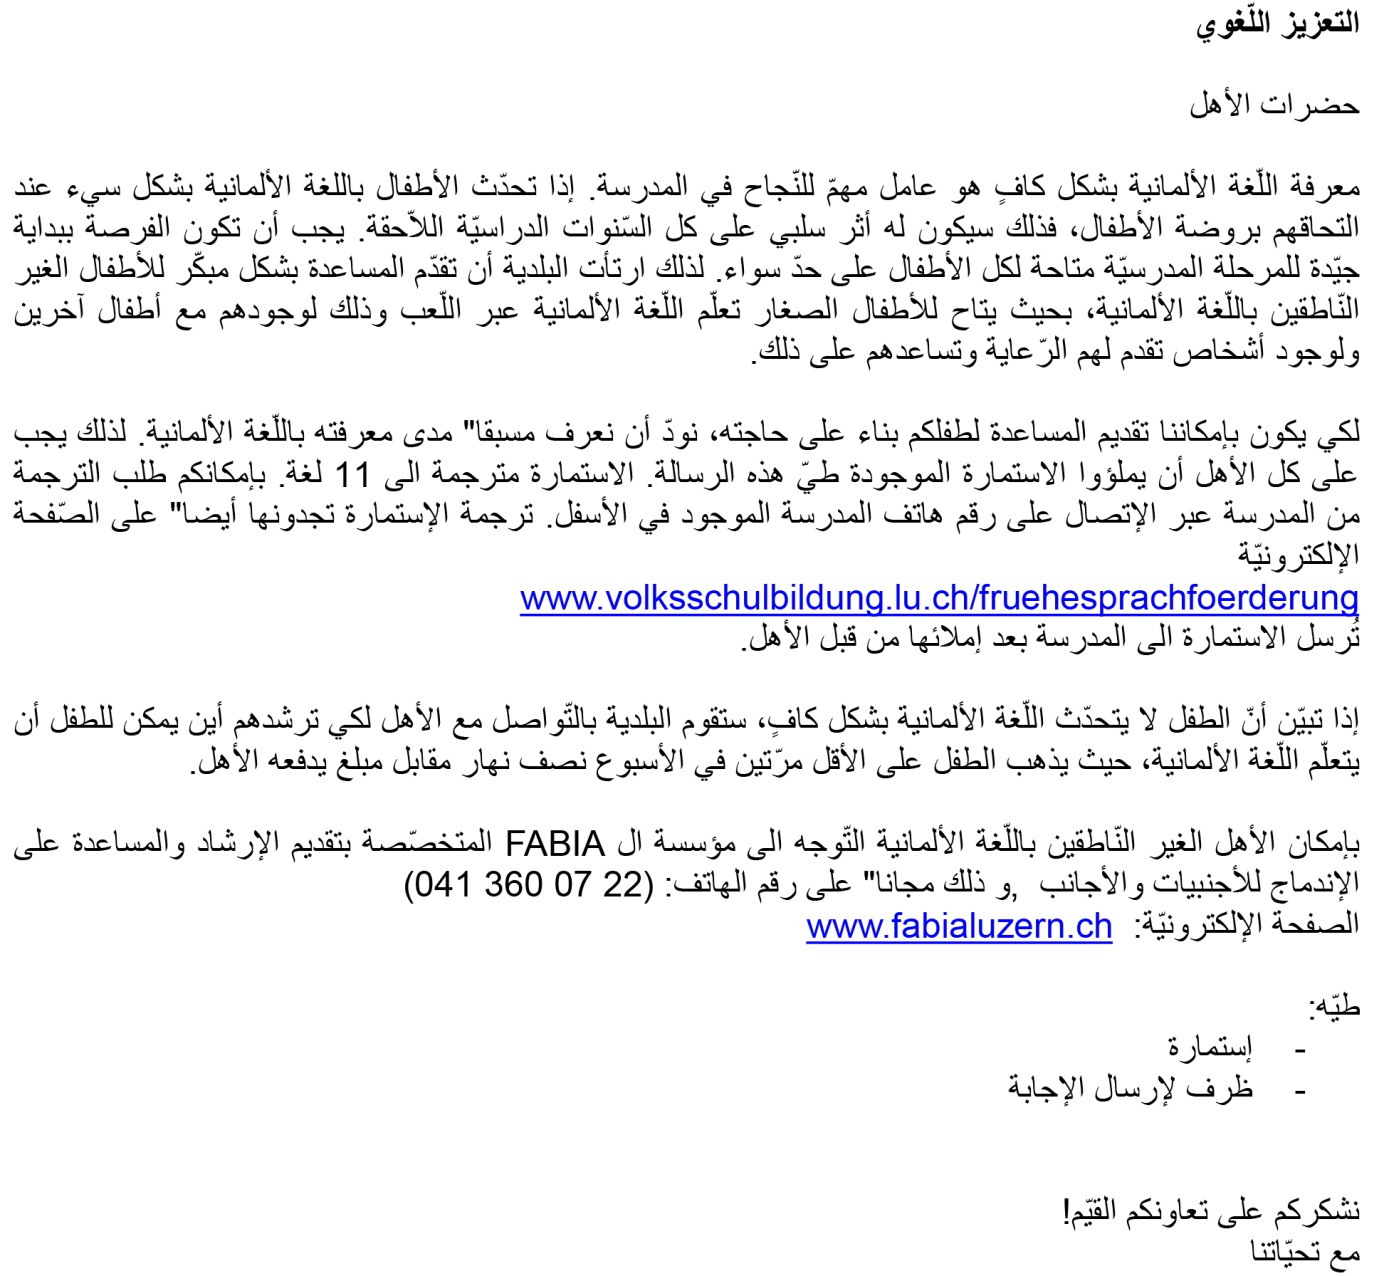 التعزيز اللّغوي
حضرات الأهل
معرفة اللّغة الألمانية بشكل كافٍ هو عامل مهمّ للنّجاح في المدرسة. إذا تحدّث الأطفال باللغة الألمانية بشكل سيء عند
التحاقهم بروضة الأطفال، فذلك سيكون له أثر سلبي على كل السّنوات الدراسيّة اللاّحقة. يجب أن تكون الفرصة ببداية
جيّدة للمرحلة المدرسيّة متاحة لكل الأطفال على حدّ سواء. لذلك ارتأت البلدية أن تقدّم المساعدة بشكل مبكّر للأطفال الغير
النّاطقين باللّغة الألمانية، بحيث يتاح للأطفال الصغار تعلّم اللّغة الألمانية عبر اللّعب وذلك لوجودهم مع أطفال آخرين
ولوجود أشخاص تقدم لهم الرّعاية وتساعدهم على ذلك.
لكي يكون بإمكاننا تقديم المساعدة لطفلكم بناء على حاجته، نودّ أن نعرف مسبقا" مدى معرفته باللّغة الألمانية. لذلك يجب
على كل الأهل أن يملؤوا الاستمارة الموجودة طيّ هذه الرسالة. الاستمارة مترجمة الى 11 لغة. بإمكانكم طلب الترجمة
من المدرسة عبر الإتصال على رقم هاتف المدرسة الموجود في الأسفل. ترجمة الإستمارة تجدونها أيضا" على الصّفحة
الإلكترونيّة
www.volksschulbildung.lu.ch/fruehesprachfoerderung
تُرسل الاستمارة الى المدرسة بعد إملائها من قبل الأهل.
إذا تبيّن أنّ الطفل لا يتحدّث اللّغة الألمانية بشكل كافٍ، ستقوم البلدية بالتّواصل مع الأهل لكي ترشدهم أين يمكن للطفل أن
يتعلّم اللّغة الألمانية، حيث يذهب الطفل على الأقل مرّتين في الأسبوع نصف نهار مقابل مبلغ يدفعه الأهل.
بإمكان الأهل الغير النّاطقين باللّغة الألمانية التّوجه الى مؤسسة ال FABIA المتخصّصة بتقديم الإرشاد والمساعدة على
الإندماج للأجنبيات والأجانب ,و ذلك مجانا" على رقم الهاتف: (041 360 07 22)
الصفحة الإلكترونيّة: www.fabialuzern.ch
طيّه:
- إستمارة
- ظرف لإرسال الإجابة
نشكركم على تعاونكم القيّم!
مع تحيّاتنا